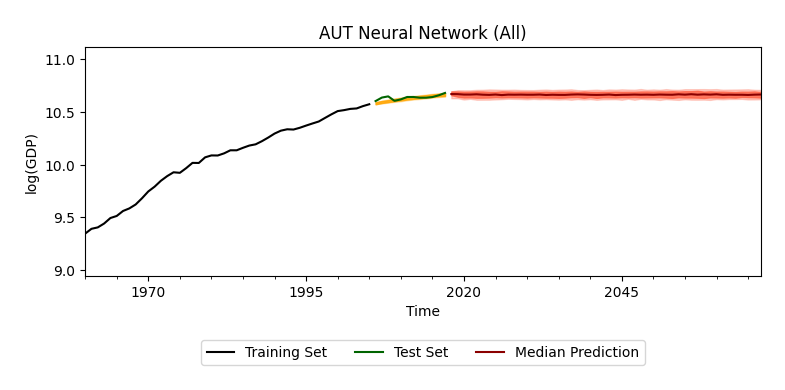 AUT Neural Network (All)
11.0
10.5
10.0
9.5
9.0
log(GDP)
1970 1995 2020 2045
Time
Training Set Test Set Median Prediction